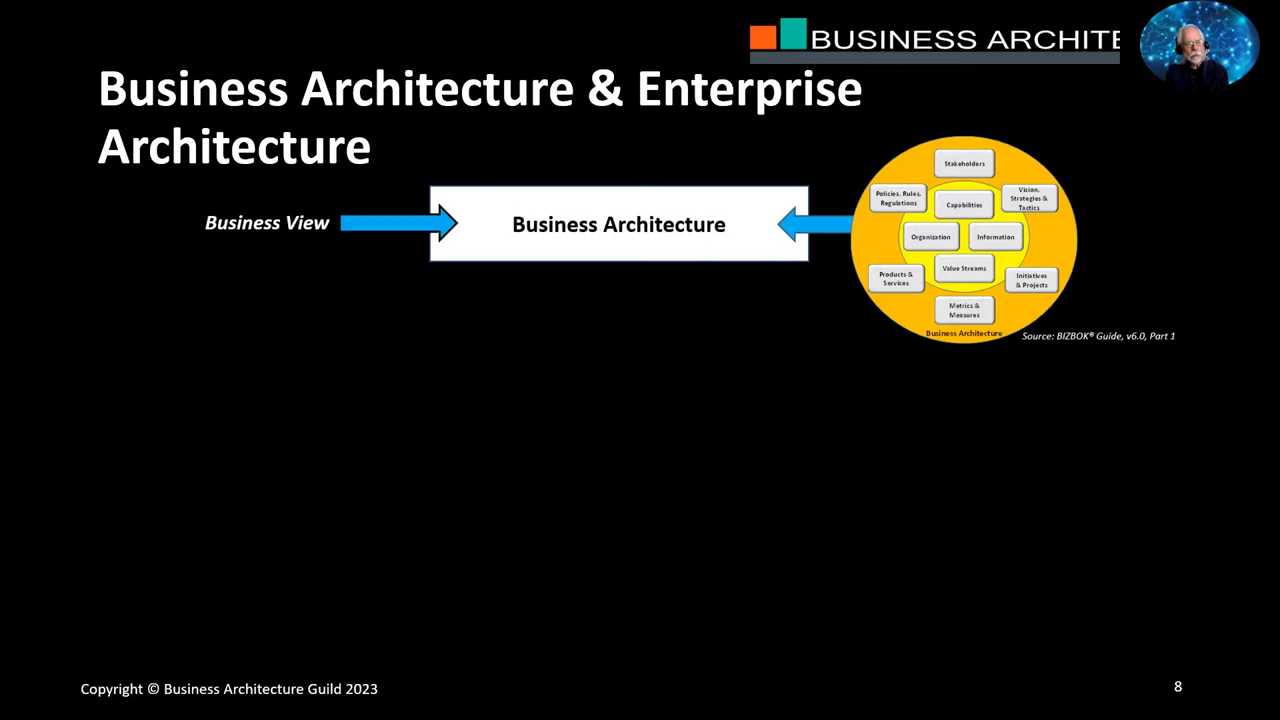 BUSINESS ARCHITE
Business Architecture & Enterprise
Architecture
Business View
Business Architecture
Stakeholders
Policies, Rules,
Regulations
Capabilities
Vision,
Strategies &
Tactics
Organization
Information
Value Streams
Products &
Services
Initiatives
& Projects
Metrics &
Measures
Business Architecture
Source: BIZBOK® Guide, v6.0, Part 1
Copyright © Business Architecture Guild 2023
8